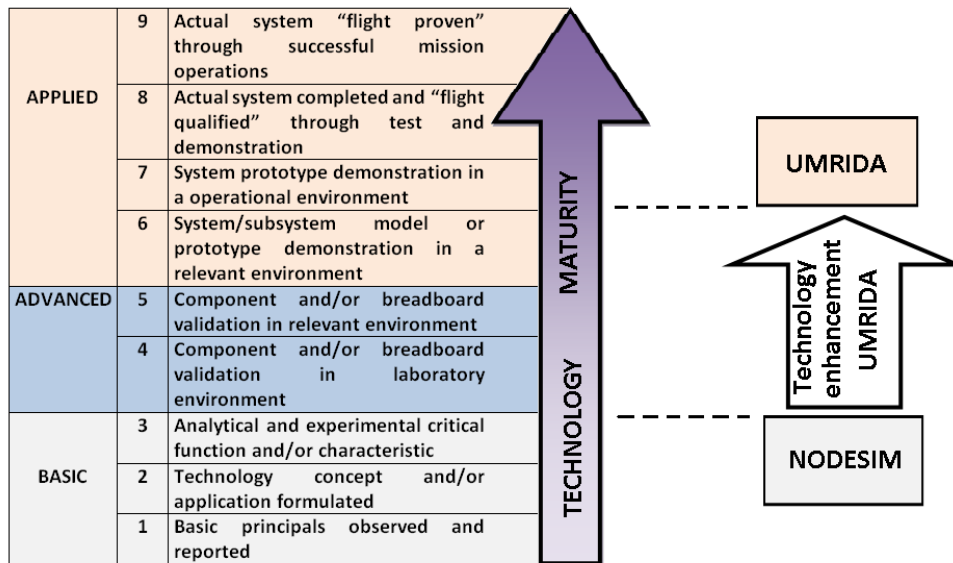 APPLIED
9
Actual system “flight proven”
through successful mission
operations
8
Actual system completed and “flight
qualified” through test and
demonstration
7
System prototype demonstration in
a operational environment
6
System/subsystem model or
prototype demonstration in a
relevant environment
ADVANCED
5
Component and/or breadboard
validation in relevant environment
4
Component and/or breadboard
validation in laboratory
environment
BASIC
3
Analytical and experimental critical
function and/or characteristic
2
Technology concept and/or
application formulated
1
Basic principals observed and
reported
TECHNOLOGY MATURITY
UMRIDA
Technology
enhancement
UMRIDA
NODESIM